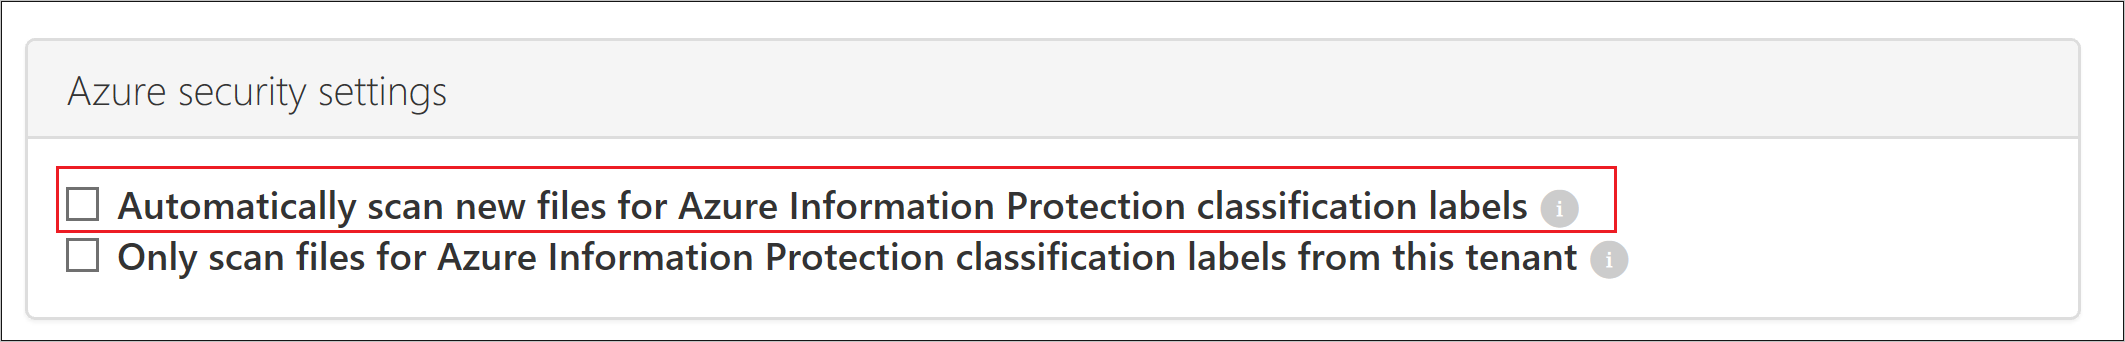 Azure security settings
Automatically scan new files for Azure Information Protection classification labels i
Only scan files for Azure Information Protection classification labels from this tenant i